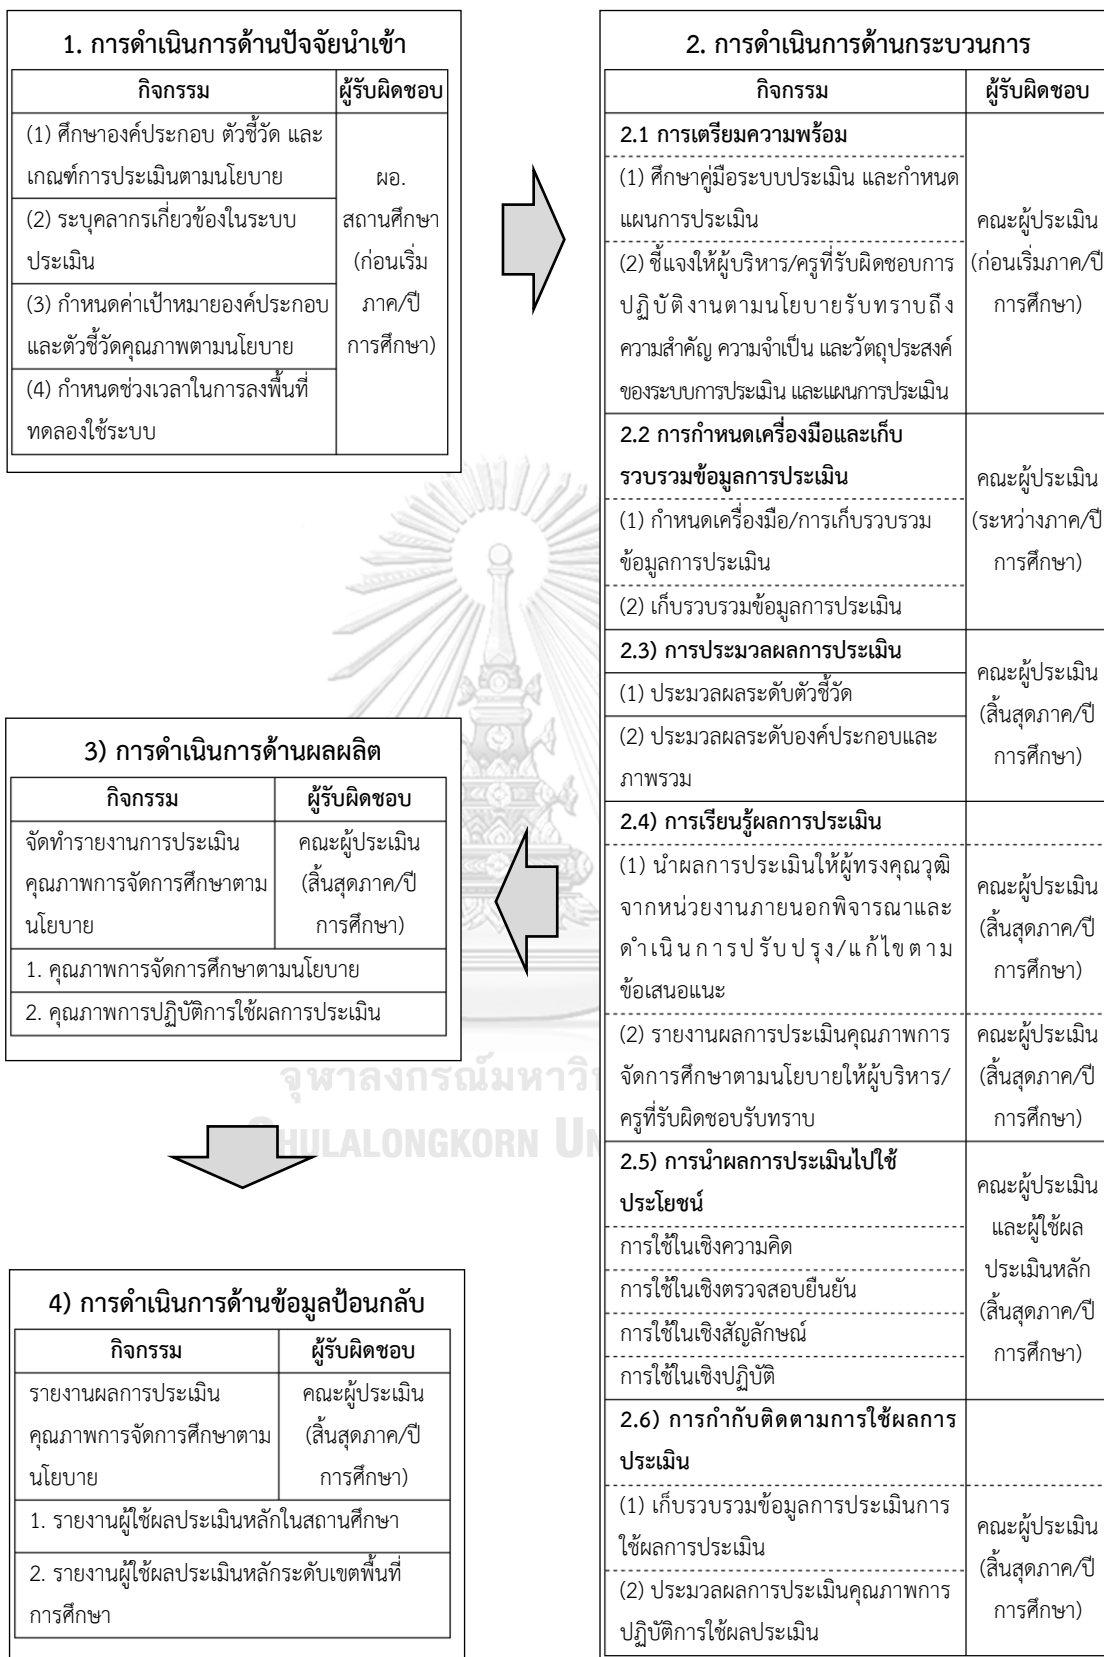 1. การดำเนินการด้านปัจจัยนำเข้า
กิจกรรม
ผู้รับผิดชอบ
(1) ศึกษาองค์ประกอบ ตัวชี้วัด และ
เกณฑ์การประเมินตามนโยบาย
(2) ระบุคลากรเกี่ยวข้องในระบบ
ประเมิน
(3) กำหนดค่าเป้าหมายองค์ประกอบ
และตัวชี้วัดคุณภาพตามนโยบาย
(4) กำหนดช่วงเวลาในการลงพื้นที่
ทดลองใช้ระบบ
ผอ.
สถานศึกษา
(ก่อนเริ่ม
ภาค/ปี
การศึกษา)
2. การดำเนินการด้านกระบวนการ
กิจกรรม
ผู้รับผิดชอบ
2.1 การเตรียมความพร้อม
(1) ศึกษาคู่มือระบบประเมิน และกำหนด
แผนการประเมิน
(2) ชี้แจงให้ผู้บริหาร/ครูที่รับผิดชอบการ
ปฏิบัติงานตามนโยบายรับทราบถึง
ความสำคัญ ความจำเป็น และวัตถุประสงค์
ของระบบการประเมิน และแผนการประเมิน
คณะผู้ประเมิน
(ก่อนเริ่มภาค/ปี
การศึกษา)
2.2 การกำหนดเครื่องมือและเก็บ
รวบรวมข้อมูลการประเมิน
(1) กำหนดเครื่องมือ/การเก็บรวบรวม
ข้อมูลการประเมิน
(2) เก็บรวบรวมข้อมูลการประเมิน
คณะผู้ประเมิน
(ระหว่างภาค/ปี
การศึกษา)
2.3) การประมวลผลการประเมิน
(1) ประมวลผลระดับตัวชี้วัด
(2) ประมวลผลระดับองค์ประกอบและ
ภาพรวม
คณะผู้ประเมิน
(สิ้นสุดภาค/ปี
การศึกษา)
2.4) การเรียนรู้ผลการประเมิน
(1) นำผลการประเมินให้ผู้ทรงคุณวุฒิ
จากหน่วยงานภายนอกพิจารณาและ
ดำเนินการปรับปรุง/แก้ไขตาม
ข้อเสนอแนะ
คณะผู้ประเมิน
(สิ้นสุดภาค/ปี
การศึกษา)
(2) รายงานผลการประเมินคุณภาพการ
จัดการศึกษาตามนโยบายให้ผู้บริหาร/
ครูที่รับผิดชอบรับทราบ
คณะผู้ประเมิน
(สิ้นสุดภาค/ปี
การศึกษา)
2.5) การนำผลการประเมินไปใช้
ประโยชน์
การใช้ในเชิงความคิด
การใช้ในเชิงตรวจสอบยืนยัน
การใช้ในเชิงสัญลักษณ์
การใช้ในเชิงปฏิบัติ
คณะผู้ประเมิน
และผู้ใช้ผล
ประเมินหลัก
(สิ้นสุดภาค/ปี
การศึกษา)
2.6) การกำกับติดตามการใช้ผลการ
ประเมิน
(1) เก็บรวบรวมข้อมูลการประเมินการ
ใช้ผลการประเมิน
(2) ประมวลผลการประเมินคุณภาพการ
ปฏิบัติการใช้ผลประเมิน
คณะผู้ประเมิน
(สิ้นสุดภาค/ปี
การศึกษา)
3) การดำเนินการด้านผลผลิต
กิจกรรม
ผู้รับผิดชอบ
จัดทำรายงานการประเมิน
คุณภาพการจัดการศึกษาตาม
นโยบาย
คณะผู้ประเมิน
(สิ้นสุดภาค/ปี
การศึกษา)
1. คุณภาพการจัดการศึกษาตามนโยบาย
2. คุณภาพการปฏิบัติการใช้ผลการประเมิน
จุฬาลงกรณ์มหาวิ
HULALONGKORN UN
4) การดำเนินการด้านข้อมูลป้อนกลับ
กิจกรรม
ผู้รับผิดชอบ
รายงานผลการประเมิน
คุณภาพการจัดการศึกษาตาม
นโยบาย
คณะผู้ประเมิน
(สิ้นสุดภาค/ปี
การศึกษา)
1. รายงานผู้ใช้ผลประเมินหลักในสถานศึกษา
2. รายงานผู้ใช้ผลประเมินหลักระดับเขตพื้นที่
การศึกษา